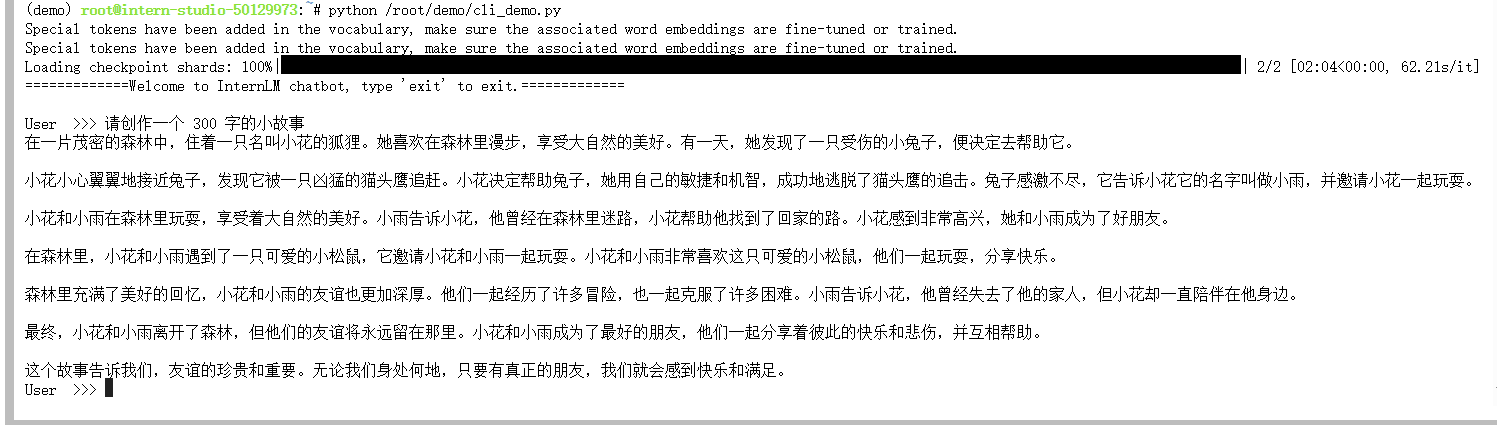 (demo) root@intern-studio-50129973:~# python /root/demo/cli_demo.py
Special tokens have been added in the vocabulary, make sure the associated word embeddings are fine-tuned or trained.
Special tokens have been added in the vocabulary, make sure the associated word embeddings are fine-tuned or trained.
Loading checkpoint shards: 100%|██████████| 2/2 [02:04<00:00, 62.21s/it]
=============Welcome to InternLM chatbot, type 'exit' to exit.=============
User >>> 请创作一个 300 字的小故事
在一片茂密的森林中，住着一只名叫小花的狐狸。她喜欢在森林里漫步，享受大自然的美好。有一天，她发现了一只受伤的小兔子，便决定去帮助它。
小花小心翼翼地接近兔子，发现它被一只凶猛的猫头鹰追赶。小花决定帮助兔子，她用自己的敏捷和机智，成功地逃脱了猫头鹰的追击。兔子感激不尽，它告诉小花它的名字叫做小雨，并邀请小花一起玩耍。
小花和小雨在森林里玩耍，享受着大自然的美好。小雨告诉小花，他曾经在森林里迷路，小花帮助他找到了回家的路。小花感到非常高兴，她和小雨成为了好朋友。
在森林里，小花和小雨遇到了一只可爱的小松鼠，它邀请小花和小雨一起玩耍。小花和小雨非常喜欢这只可爱的小松鼠，他们一起玩耍，分享快乐。
森林里充满了美好的回忆，小花和小雨的友谊也更加深厚。他们一起经历了许多冒险，也一起克服了许多困难。小雨告诉小花，他曾经失去了他的家人，但小花却一直陪伴在他身边。
最终，小花和小雨离开了森林，但他们的友谊将永远留在那里。小花和小雨成为了最好的朋友，他们一起分享着彼此的快乐和悲伤，并互相帮助。
这个故事告诉我们，友谊的珍贵和重要。无论我们身处何地，只要有真正的朋友，我们就会感到快乐和满足。
User >>>